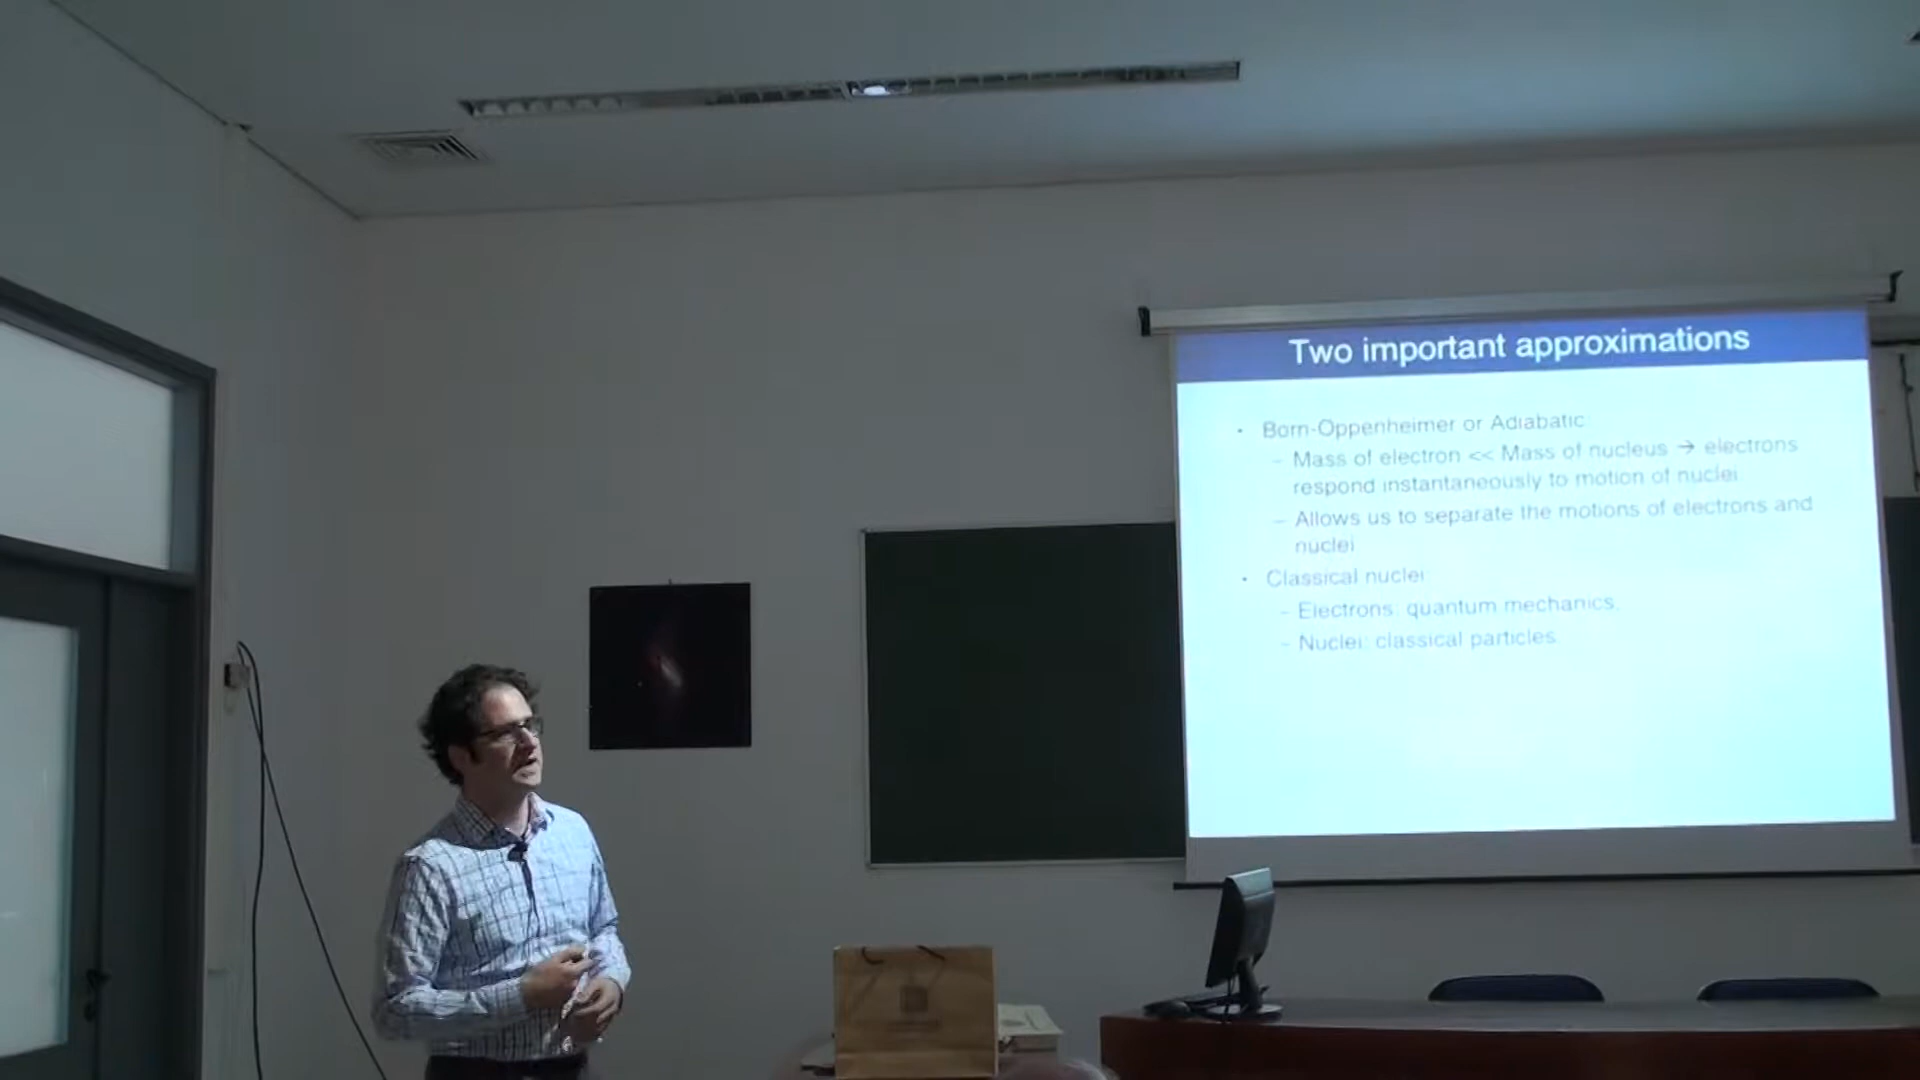 Two important approximations
• Born-Oppenheimer or Adiabatic:
– Mass of electron << Mass of nucleus → electrons
respond instantaneously to motion of nuclei
– Allows us to separate the motions of electrons and
nuclei
• Classical nuclei:
– Electrons: quantum mechanics.
– Nuclei: classical particles.